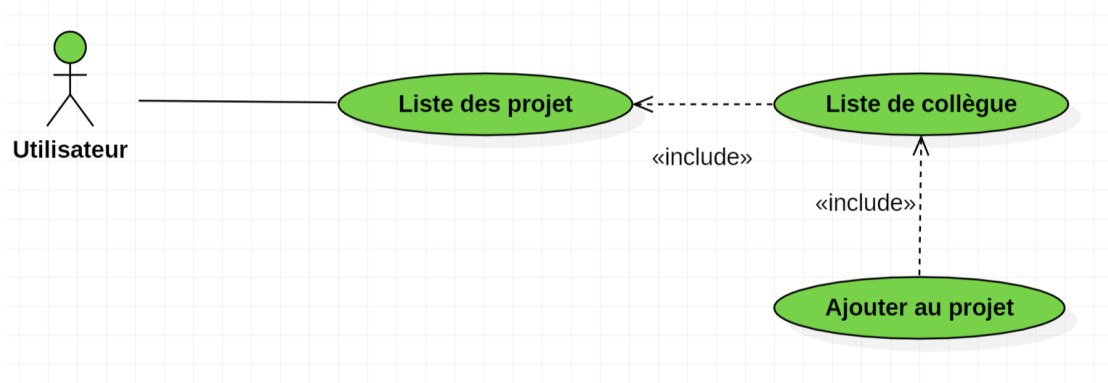 Liste des projet
Liste de collègue
Utilisateur
«include»
«include»
Ajouter au projet